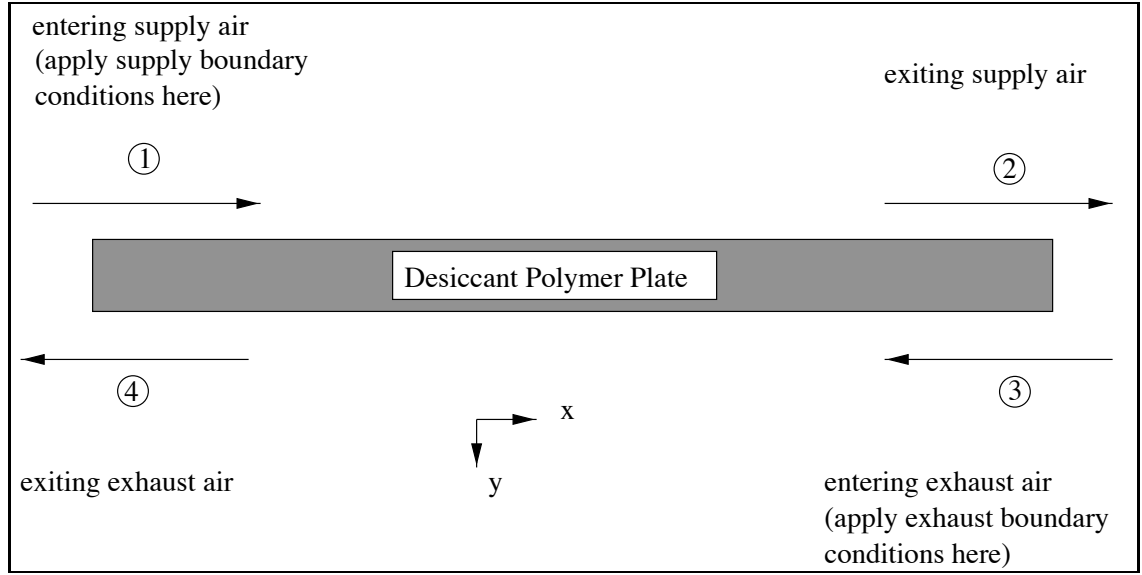 entering supply air
(apply supply boundary
conditions here)
exiting supply air
1
2
Desiccant Polymer Plate
4
3
x
y
exiting exhaust air
entering exhaust air
(apply exhaust boundary
conditions here)